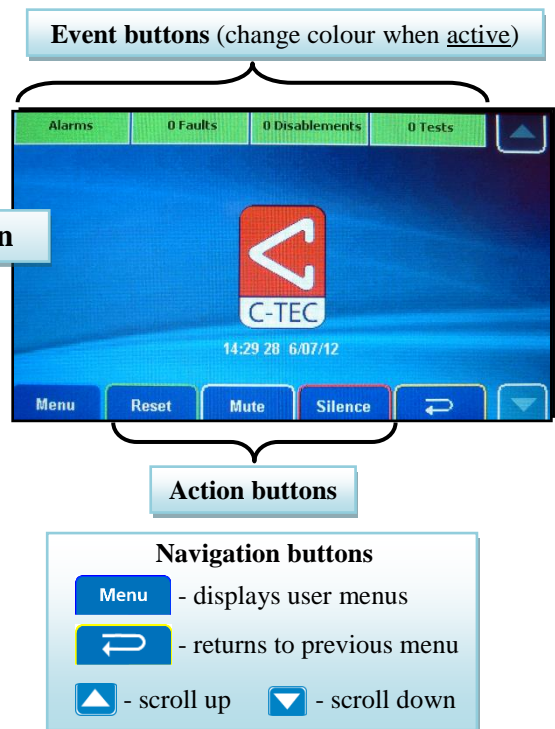 Event buttons (change colour when active)
Alarms 0 Faults 0 Disablements 0 Tests
n
C-TEC
14:29 28 6/07/12
Menu Reset Mute Silence
Action buttons
Navigation buttons
Menu - displays user menus
- returns to previous menu
- scroll up - scroll down